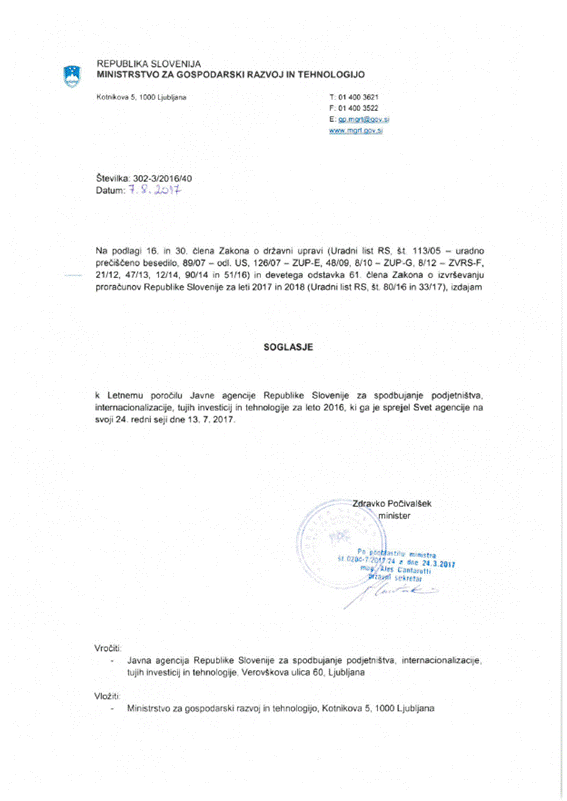 REPUBLIKA SLOVENIJA
MINISTRSTVO ZA GOSPODARSKI RAZVOJ IN TEHNOLOGIJO
Kotnikova 5, 1000 Ljubljana
T: 01 400 3621
F: 01 400 3522
E: gp.mgrt@gov.si
www.mgrt.gov.si
Številka: 302-3/2016/40
Datum: 7.8.2017
Na podlagi 16. in 30. člena Zakona o državni upravi (Uradni list RS, št. 113/05 – uradno
prečiščeno besedilo, 89/07 – odl. US, 126/07 – ZUP-E, 48/09, 8/10 – ZUP-G, 8/12 – ZVRS-F,
21/12, 47/13, 12/14, 90/14 in 51/16) in devetega odstavka 61. člena Zakona o izvrševanju
proračunov Republike Slovenije za leti 2017 in 2018 (Uradni list RS, št. 80/16 in 33/17), izdajam
SOGLASJE
k Letnemu poročilu Javne agencije Republike Slovenije za spodbujanje podjetništva,
internacionalizacije, tujih investicij in tehnologije za leto 2016, ki ga je sprejel Svet agencije na
svoji 24. redni seji dne 13. 7. 2017.
Zdravko Počivalšek
minister
Po pooblastilu ministra
št. 24 z dne 24.3.2017
mag. Aleš Cantarutti
državni sekretar
Vročiti:
- Javna agencija Republike Slovenije za spodbujanje podjetništva, internacionalizacije,
tujih investicij in tehnologije. Verovškova ulica 60, Ljubljana
Vložiti:
- Ministrstvo za gospodarski razvoj in tehnologijo, Kotnikova 5, 1000 Ljubljana